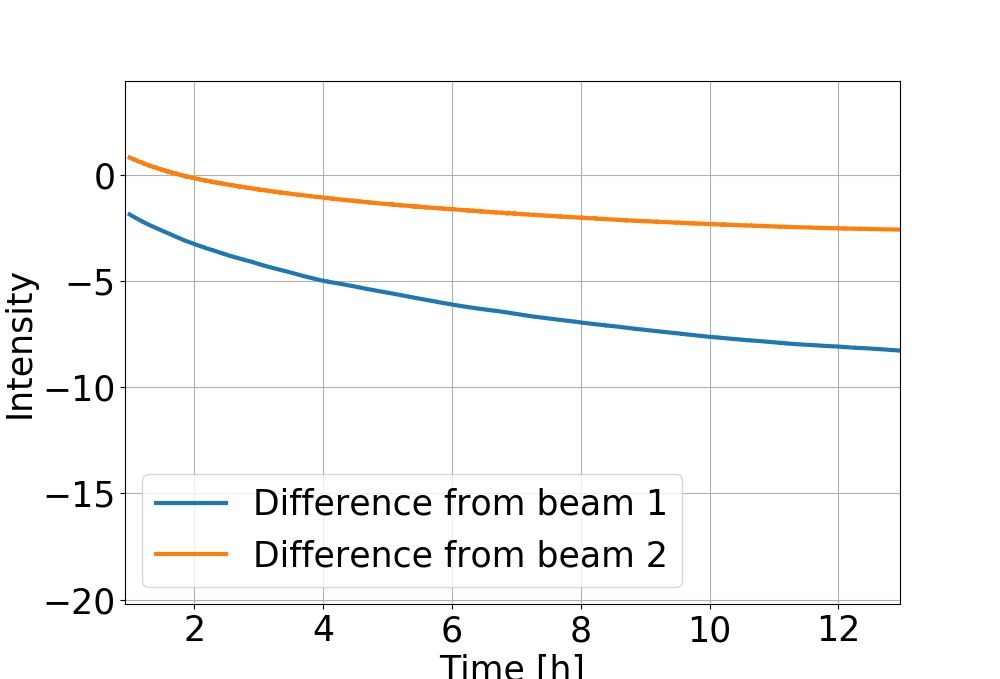 Intensity
0
−5
−10
−15
−20
Difference from beam 1
Difference from beam 2
2 4 6 8 10 12
Time [h]